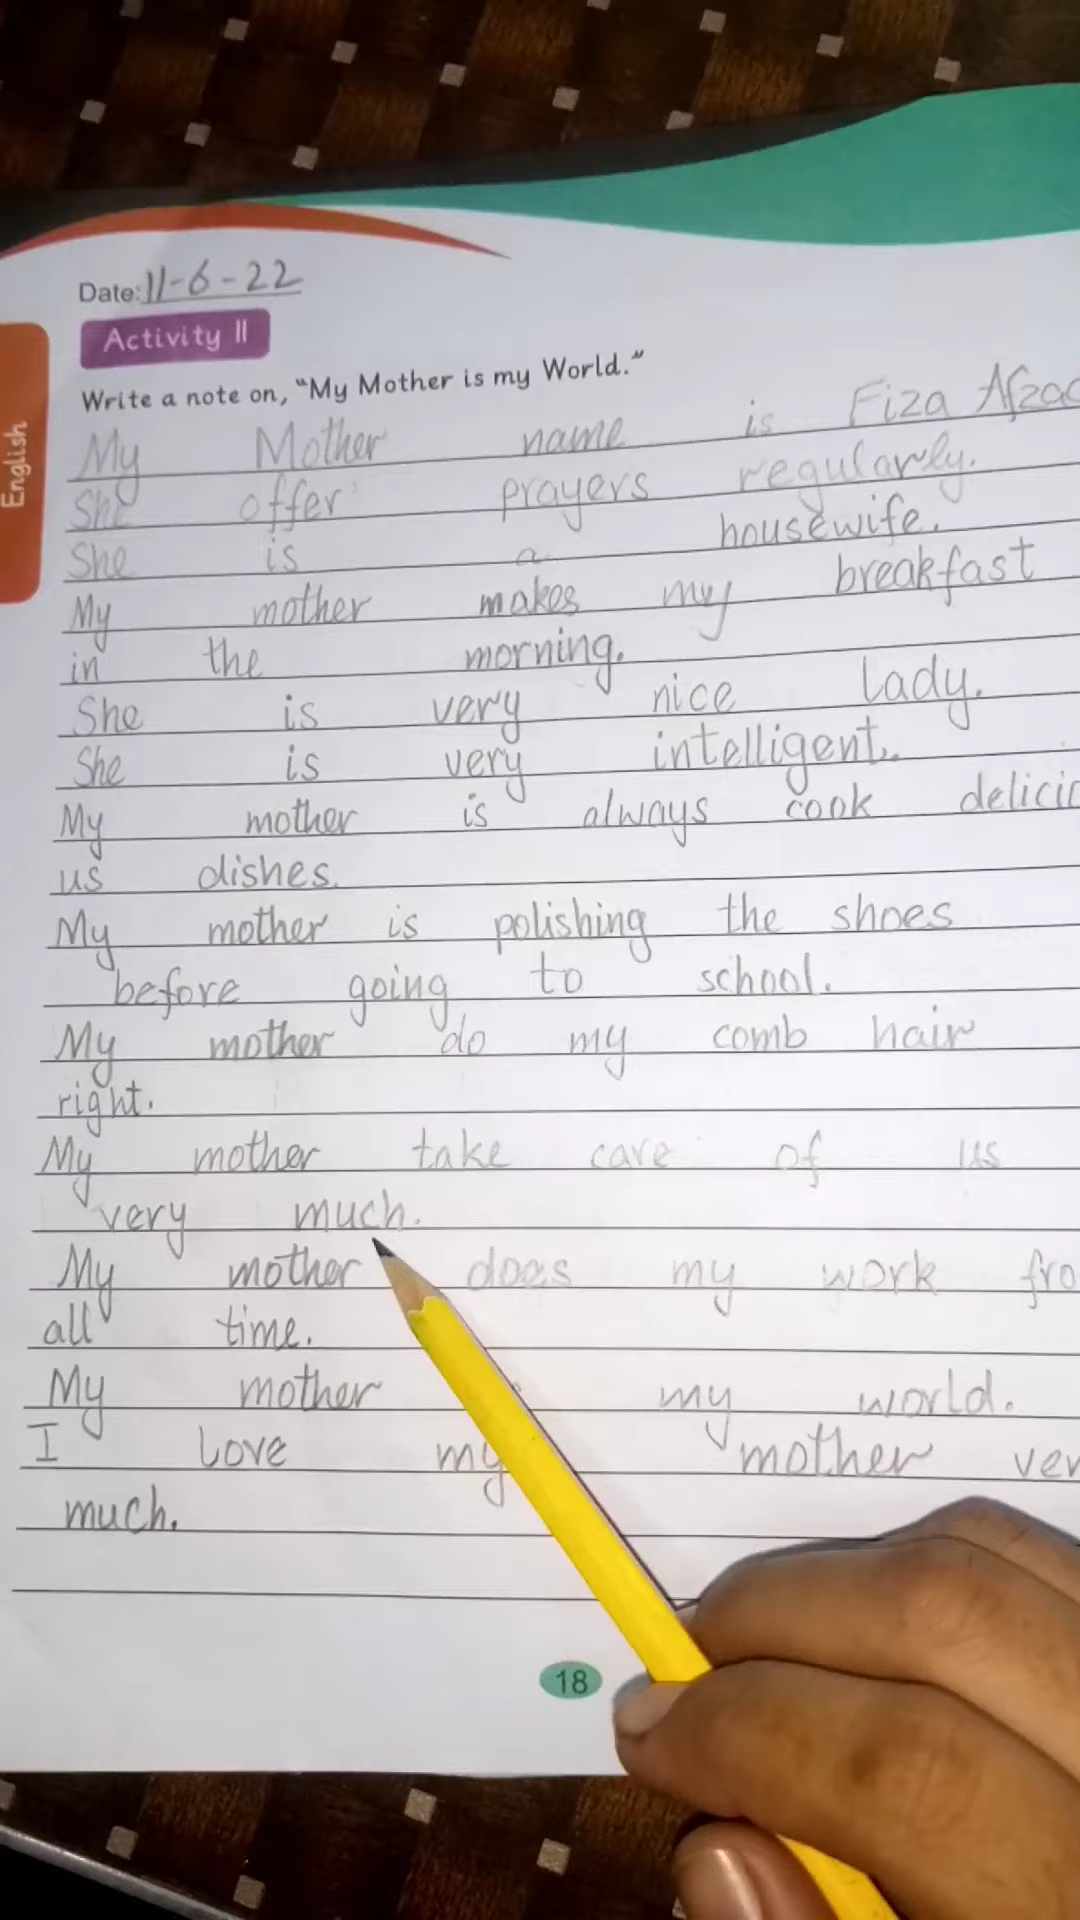 Date: 11-6-22
Activity II
English
Write a note on, "My Mother is my World."
My Mother name is Fiza
She offer prayers regularly.
She is a housewife.
My mother makes my breakfast
in the morning.
She is very nice lady.
She is very intelligent.
My mother is always cook delicio
us dishes.
My mother is polishing the shoes
before going to school.
My mother do my comb hair
right.
My mother take care of us
very much.
My mother does my work fro
all time.
My mother my world.
I Love my mother ver
much.
18